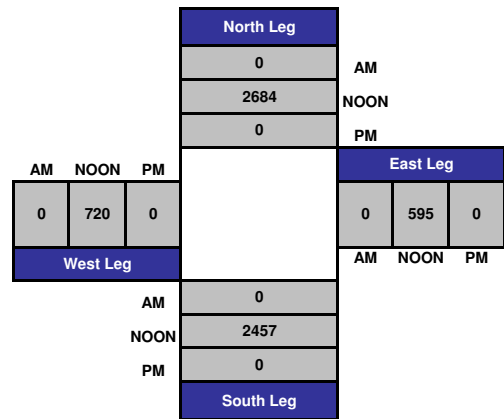 North Leg
0 AM
2684 NOON
0 PM
AM NOON PM
East Leg
0 720 0
0 595 0
West Leg
AM NOON PM
AM 0
NOON 2457
PM 0
South Leg